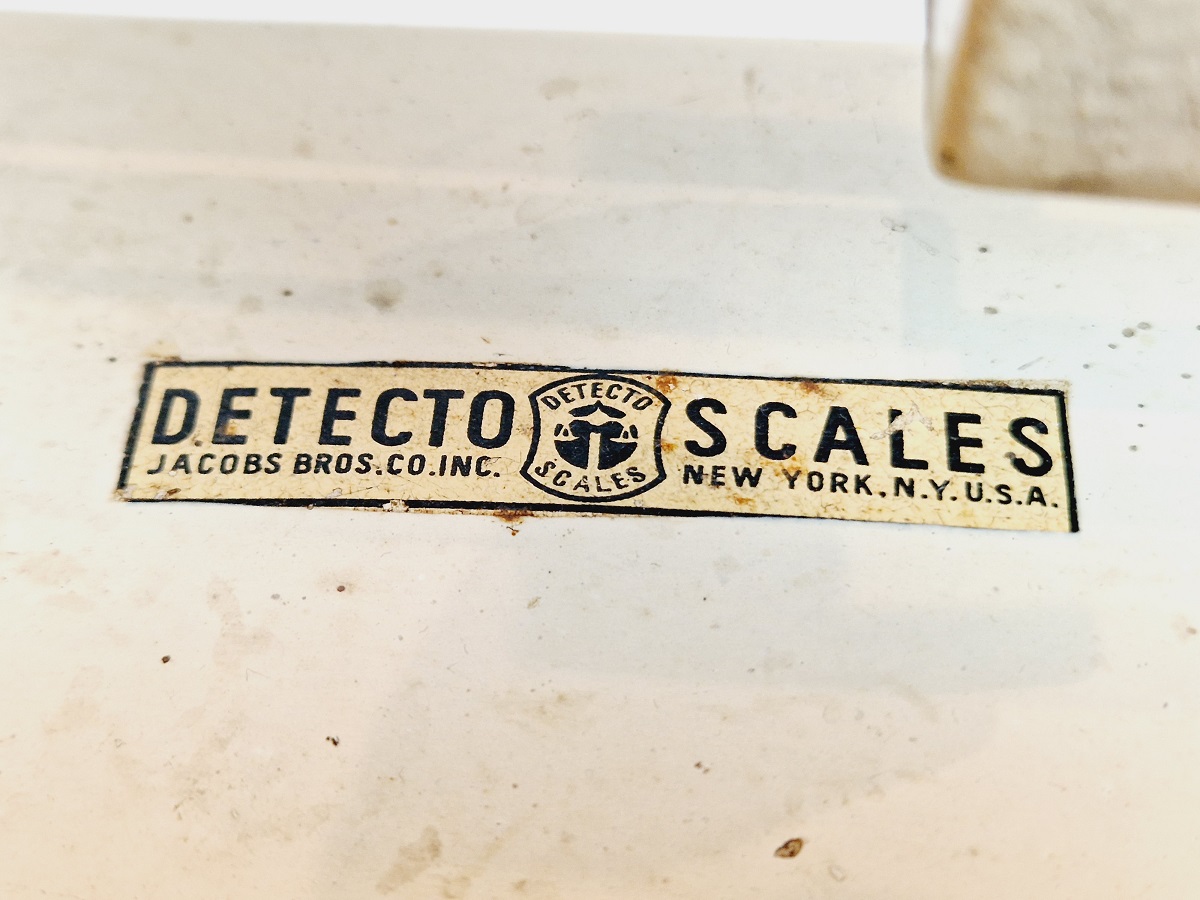 DETECTO
JACOBS BROS.CO.INC.
DETECTO
SCALES
SCALES
NEW YORK.N.Y.U.S.A.